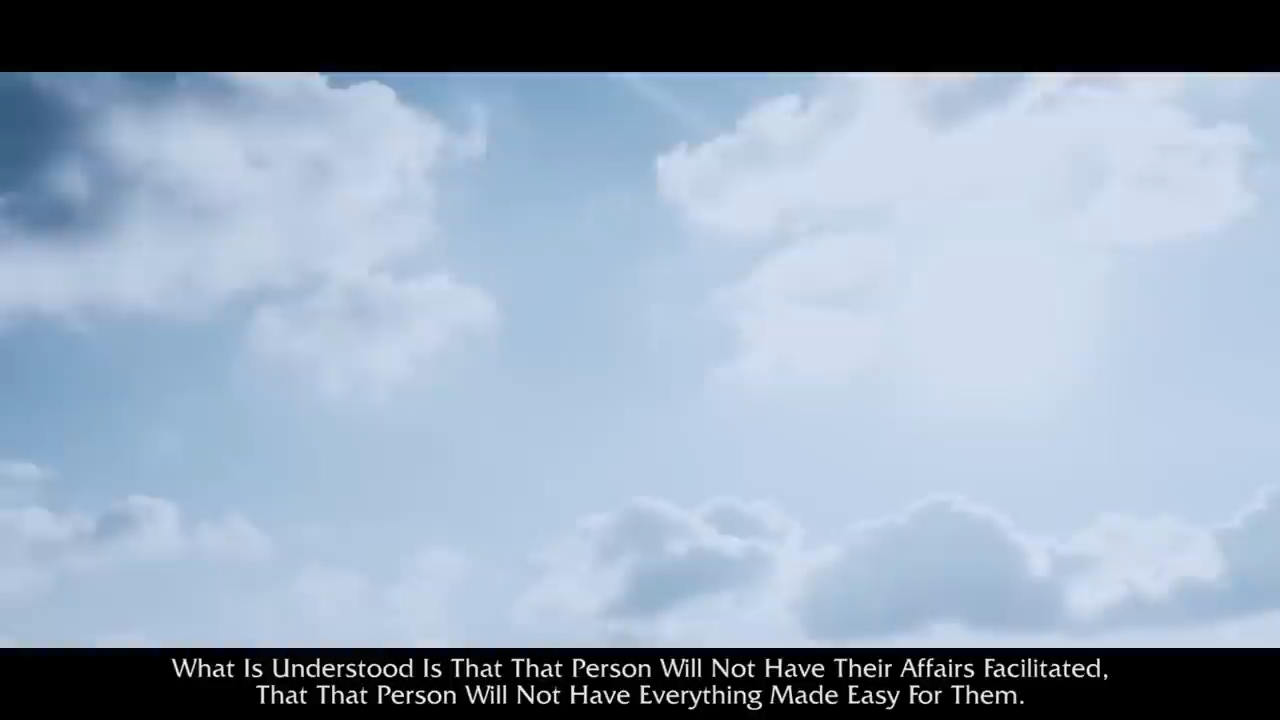 What Is Understood Is That That Person Will Not Have Their Affairs Facilitated,
That That Person Will Not Have Everything Made Easy For Them.